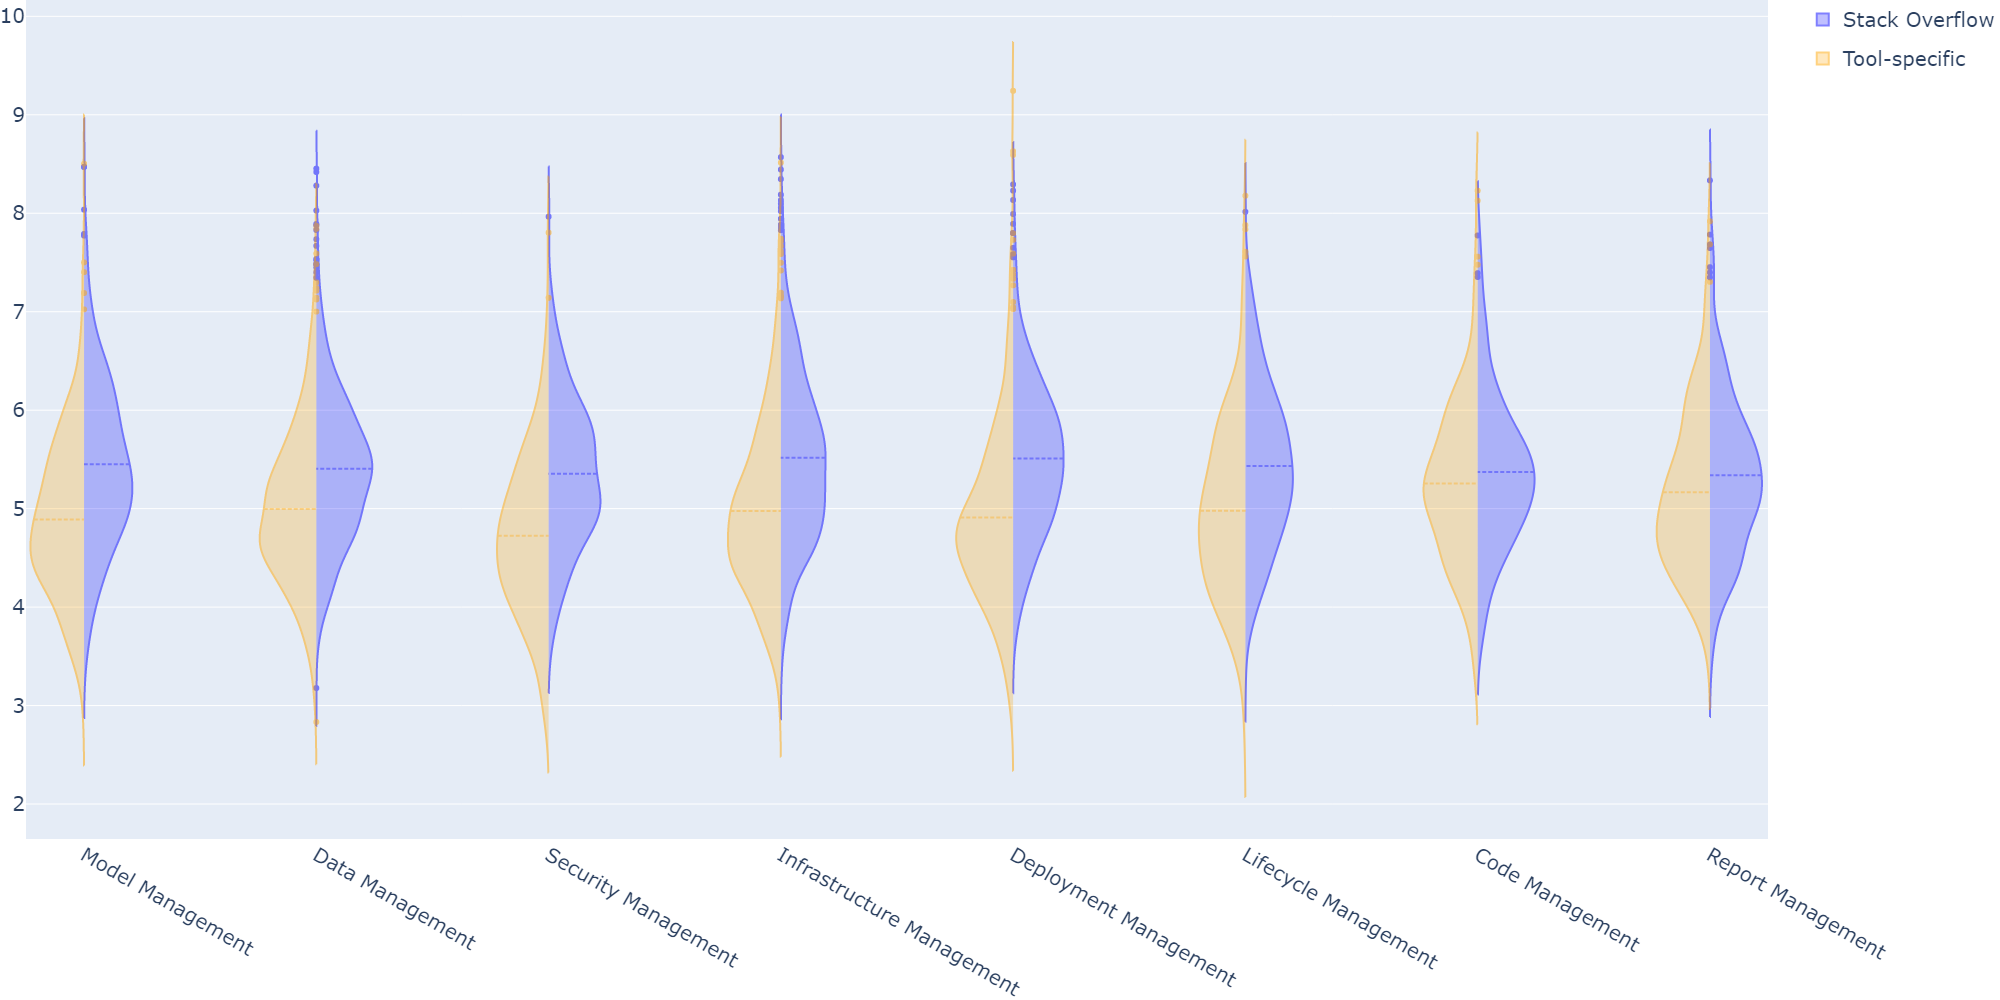 10
9
8
7
6
5
4
3
2
Stack Overflow
Tool-specific
Model Management
Data Management
Security Management
Infrastructure Management
Deployment Management
Lifecycle Management
Code Management
Report Management